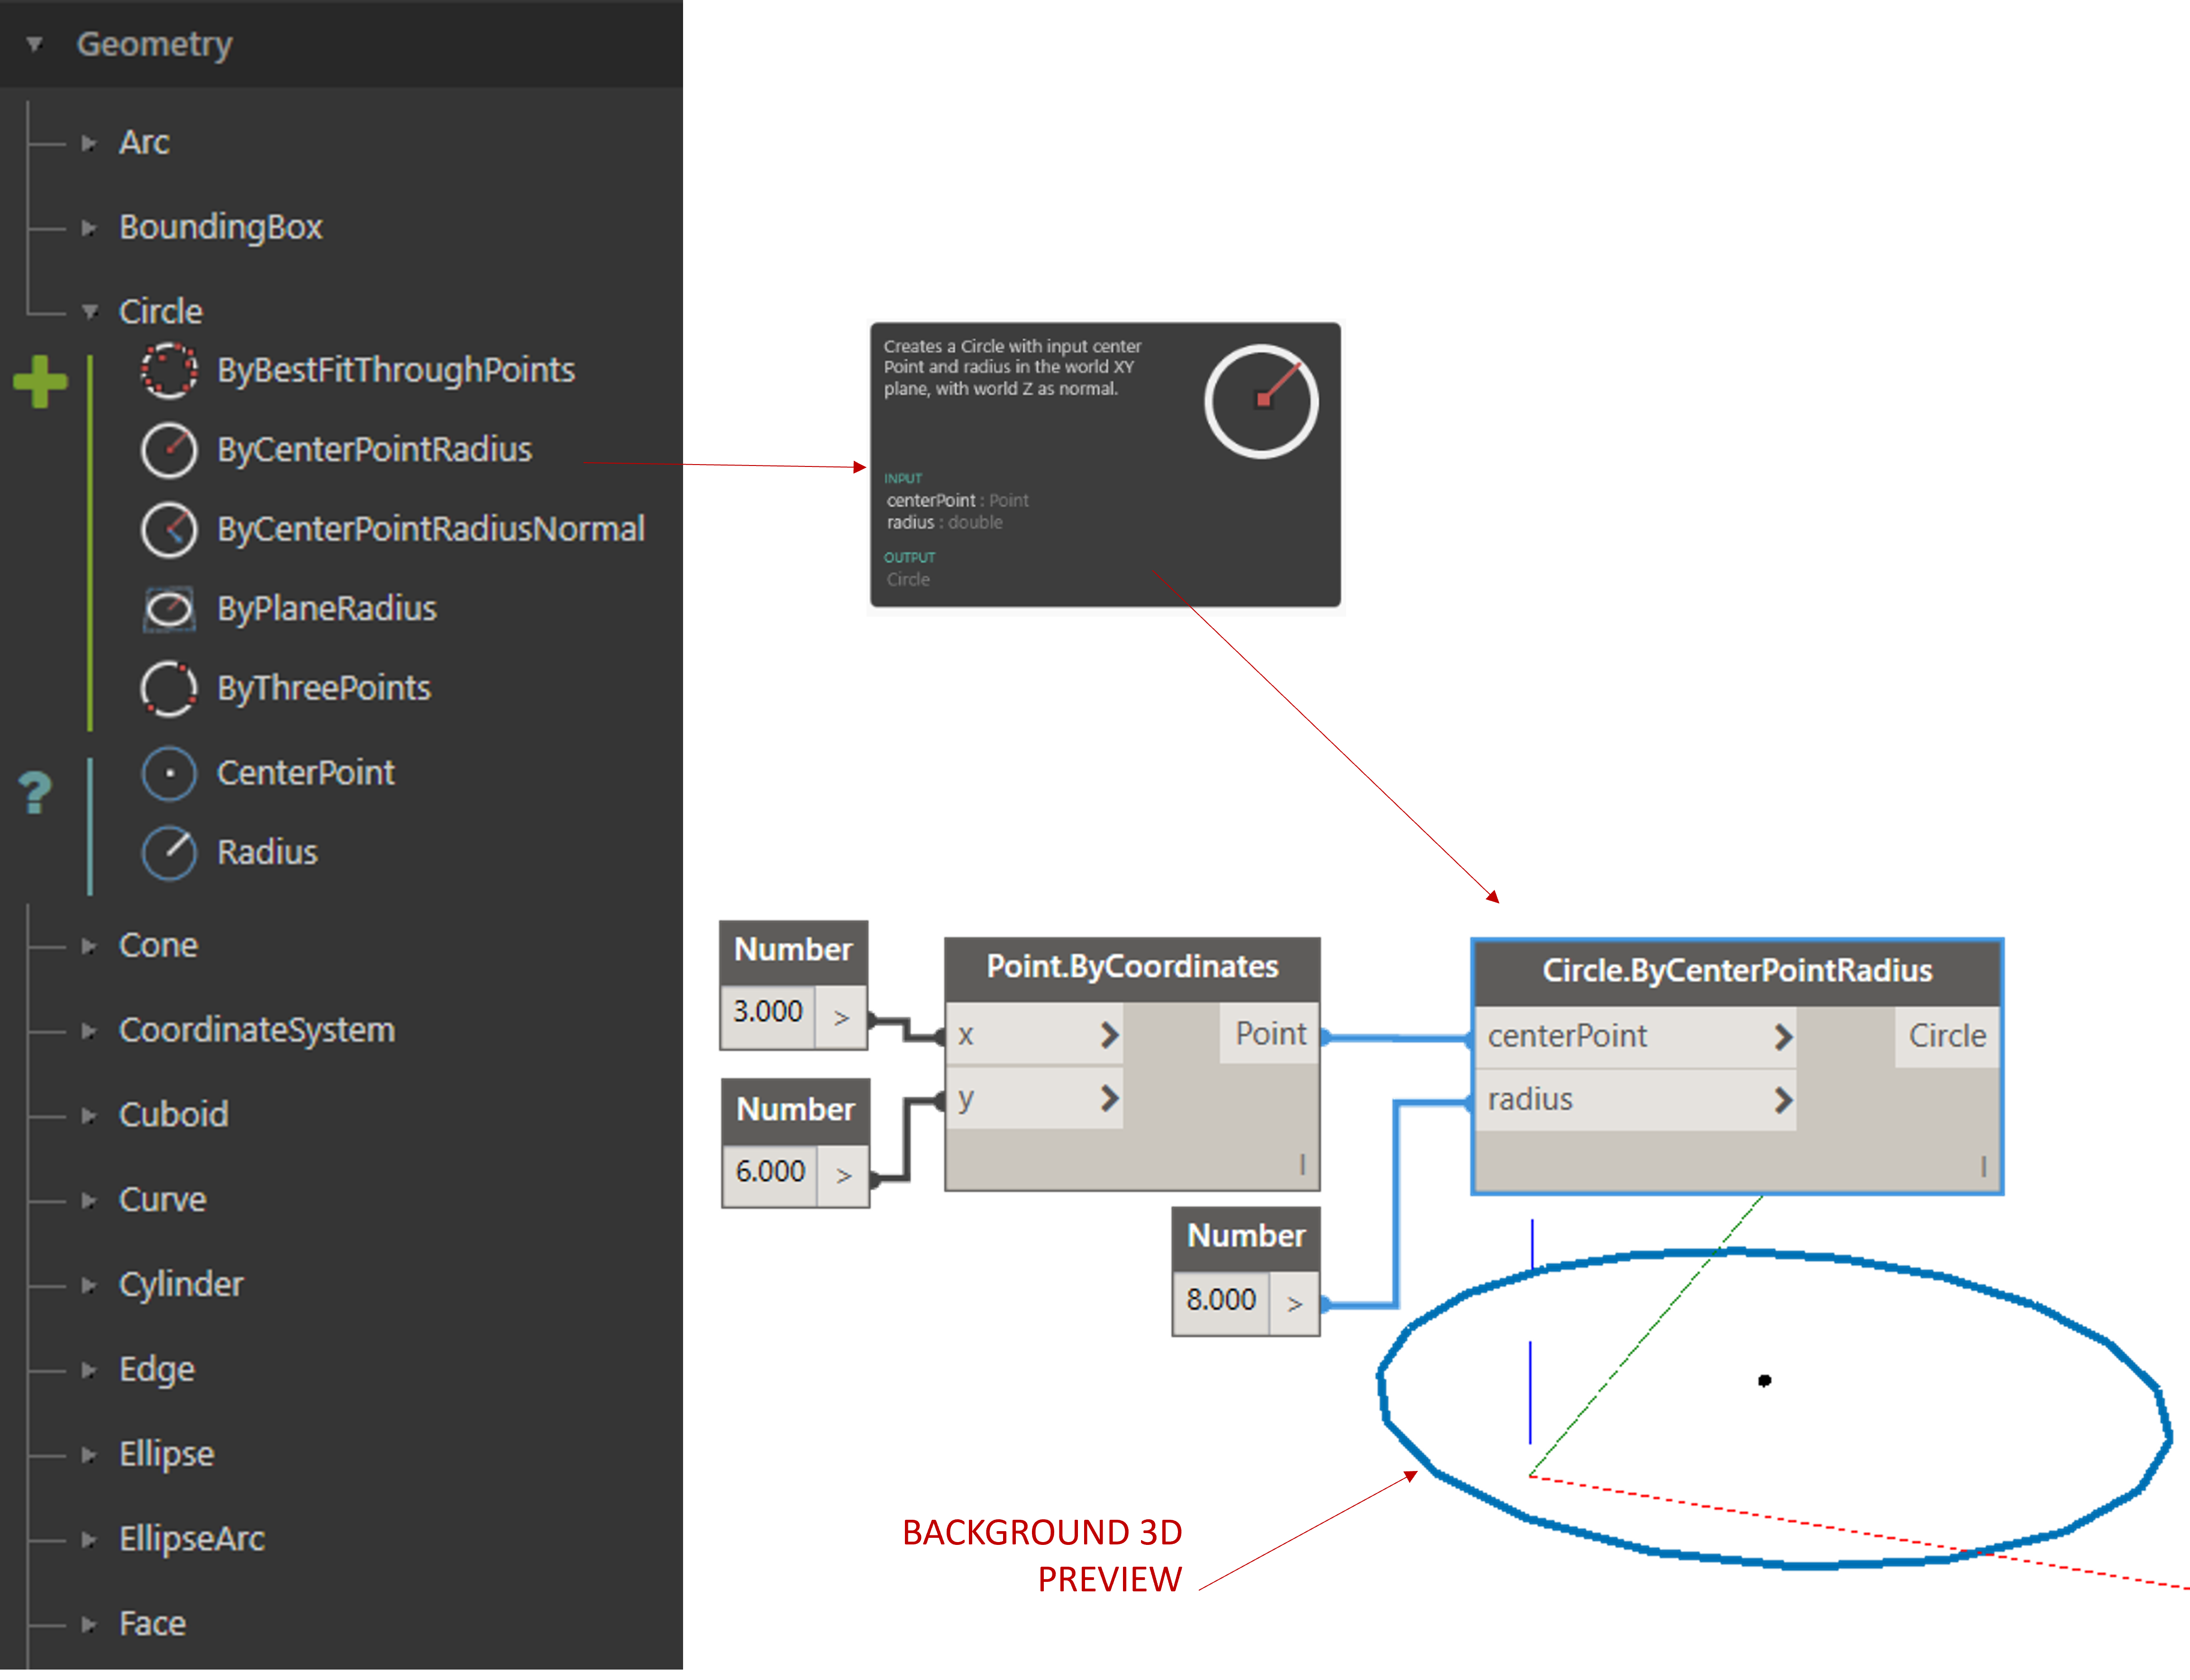 Geometry
Arc
BoundingBox
Circle
ByBestFitThroughPoints
ByCenterPointRadius
ByCenterPointRadiusNormal
ByPlaneRadius
ByThreePoints
?
CenterPoint
Radius
Cone
CoordinateSystem
Cuboid
Curve
Cylinder
Edge
Ellipse
EllipseArc
Face
Creates a Circle with input center
Point and radius in the world XY
plane, with world Z as normal.
INPUT
centerPoint : Point
radius : double
OUTPUT
Circle
Number
3.000 >
Number
6.000 >
Point.ByCoordinates
x
Point
y
l
Number
8.000 >
Circle.ByCenterPointRadius
centerPoint
Circle
radius
l
BACKGROUND 3D
PREVIEW